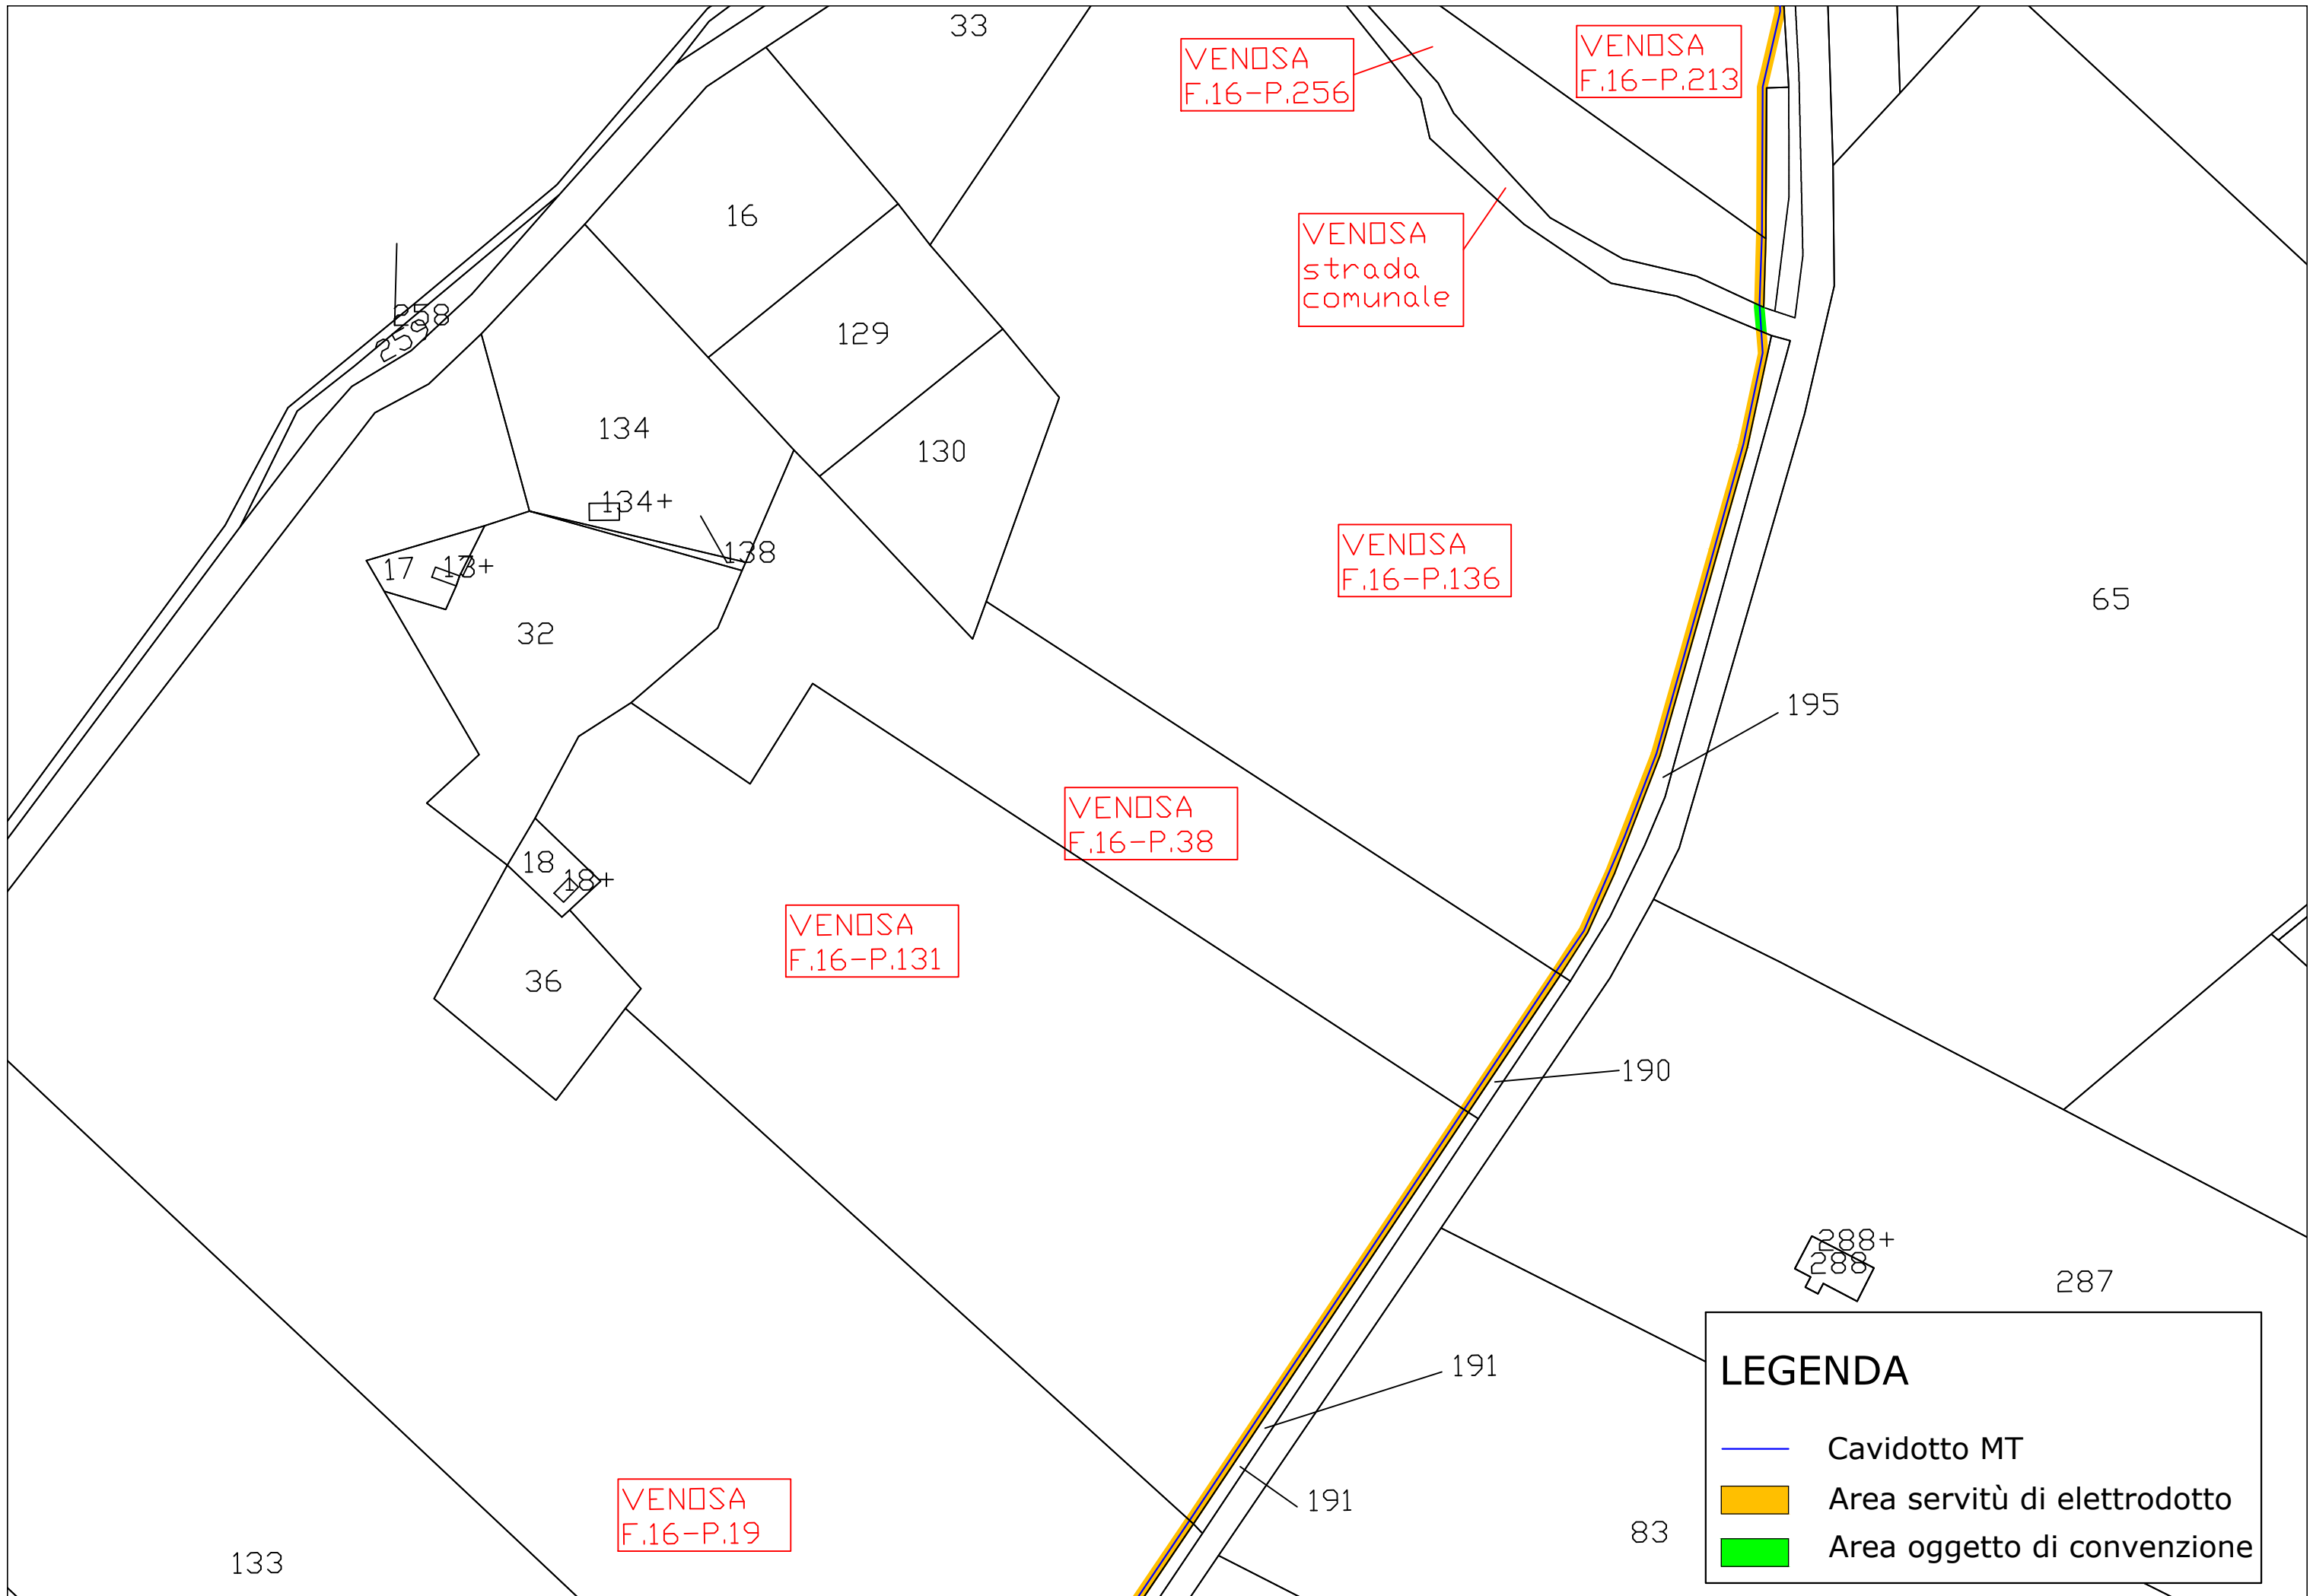 33
VENOSA
F.16-P.256
VENOSA
F.16-P.213
16
VENOSA
strada
comunale
258
259
129
134
130
134+
138
17
13+
VENOSA
F.16-P.136
65
32
195
VENOSA
F.16-P.38
18
18+
VENOSA
F.16-P.131
36
190
288+
288
287
191
191
VENOSA
F.16-P.19
83
133
LEGENDA
Cavidotto MT
Area servitù di elettrodotto
Area oggetto di convenzione